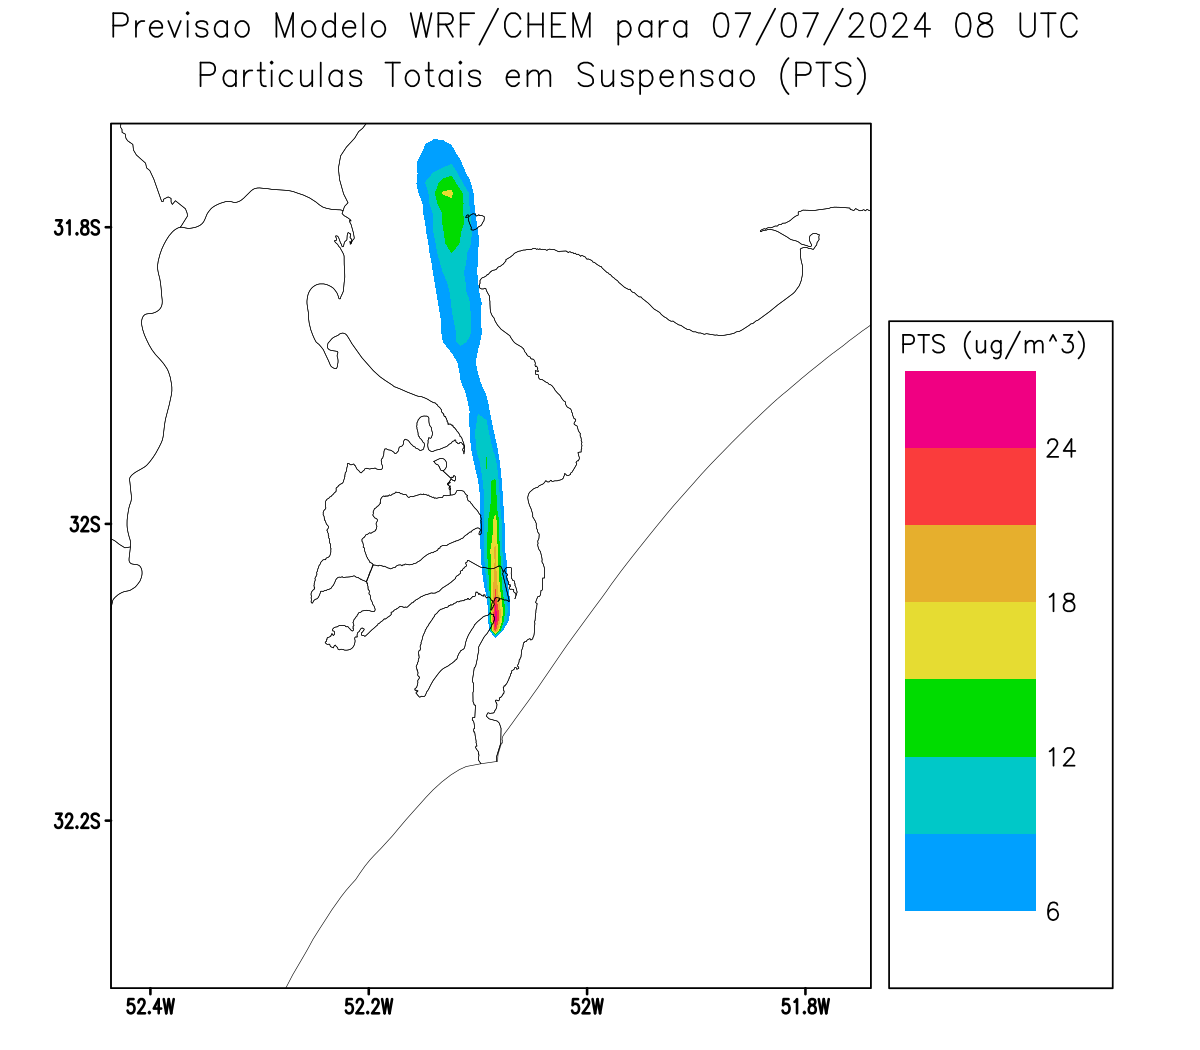 Previsao Modelo WRF/CHEM para 07/07/2024 08 UTC
Particulas Totais em Suspensao (PTS)
31.8S
32S
32.2S
52.4W
52.2W
52W
51.8W
PTS (ug/m^3)
24
18
12
6